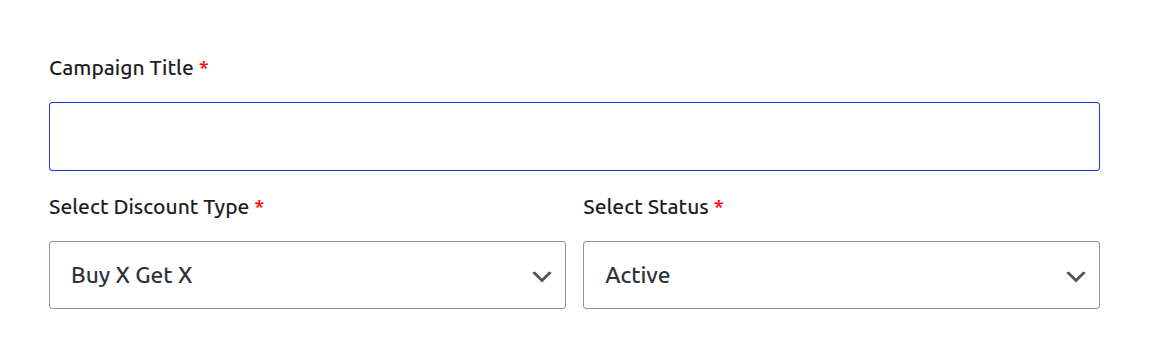 Campaign Title *
Select Discount Type * Select Status *
Buy X Get X Active